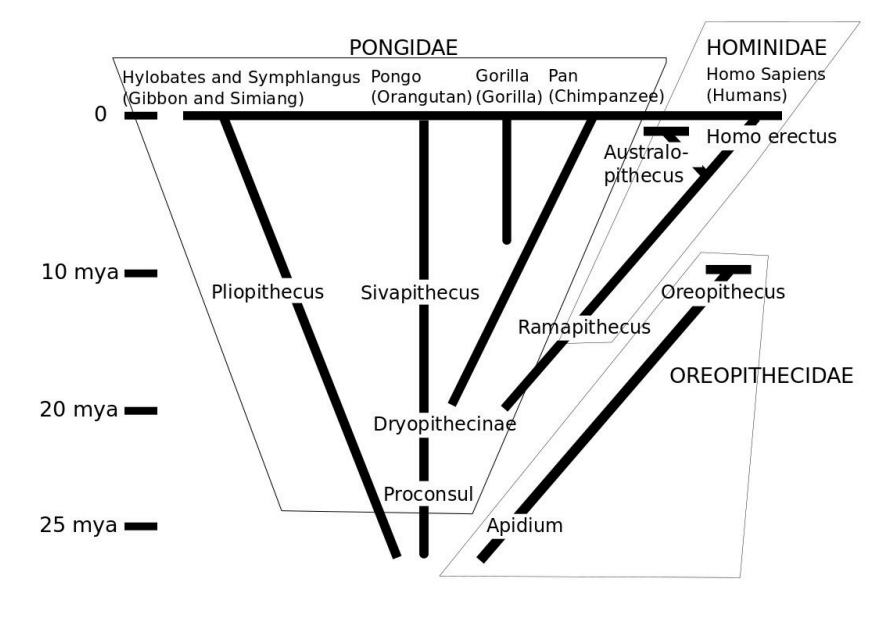 PONGIDAE
HOMINIDAE
Hylobates and Symphlangus
(Gibbon and Simiang)
Pongo
(Orangutan)
Gorilla
(Gorilla)
Pan
(Chimpanzee)
Homo Sapiens
(Humans)
0
Homo erectus
Australo-
pithecus
10 mya
Pliopithecus
Sivapithecus
Oreopithecus
Ramapithecus
OREOPITHECIDAE
20 mya
Dryopithecinae
Proconsul
25 mya
Apidium